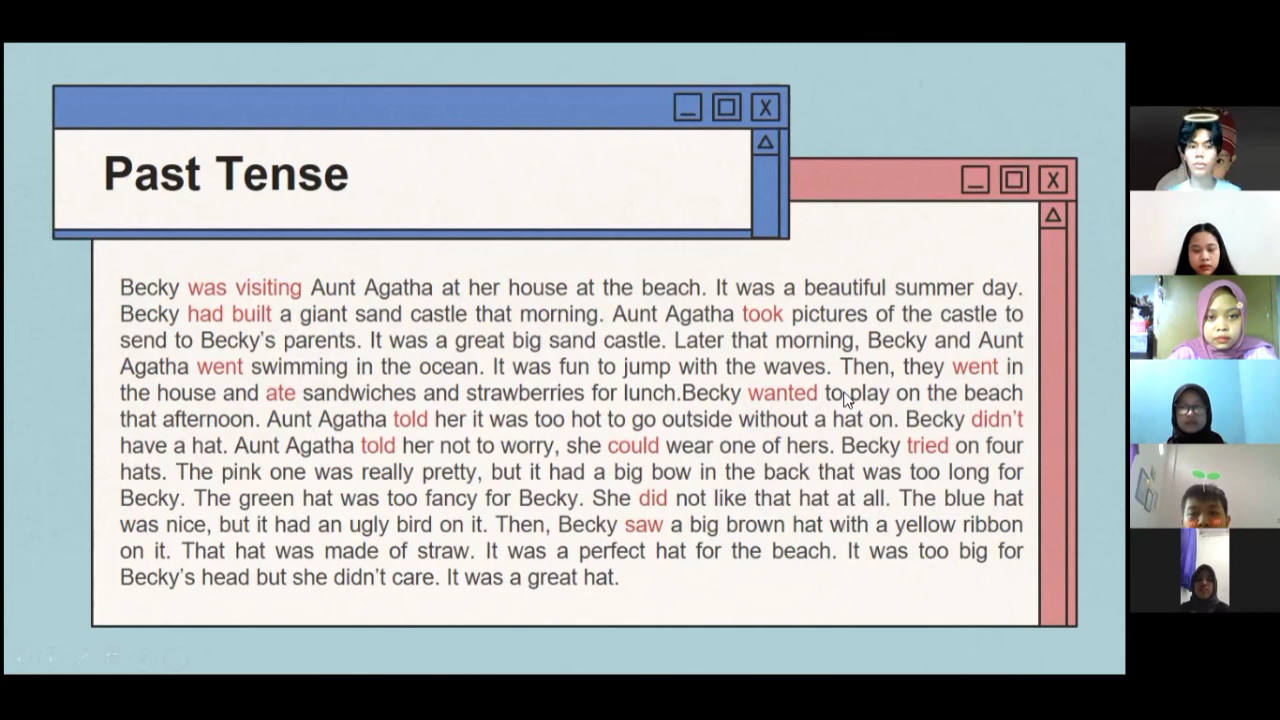 Past Tense
Becky was visiting Aunt Agatha at her house at the beach. It was a beautiful summer day.
Becky had built a giant sand castle that morning. Aunt Agatha took pictures of the castle to
send to Becky’s parents. It was a great big sand castle. Later that morning, Becky and Aunt
Agatha went swimming in the ocean. It was fun to jump with the waves. Then, they went in
the house and ate sandwiches and strawberries for lunch.Becky wanted to play on the beach
that afternoon. Aunt Agatha told her it was too hot to go outside without a hat on. Becky didn’t
have a hat. Aunt Agatha told her not to worry, she could wear one of hers. Becky tried on four
hats. The pink one was really pretty, but it had a big bow in the back that was too long for
Becky. The green hat was too fancy for Becky. She did not like that hat at all. The blue hat
was nice, but it had an ugly bird on it. Then, Becky saw a big brown hat with a yellow ribbon
on it. That hat was made of straw. It was a perfect hat for the beach. It was too big for
Becky’s head but she didn’t care. It was a great hat.